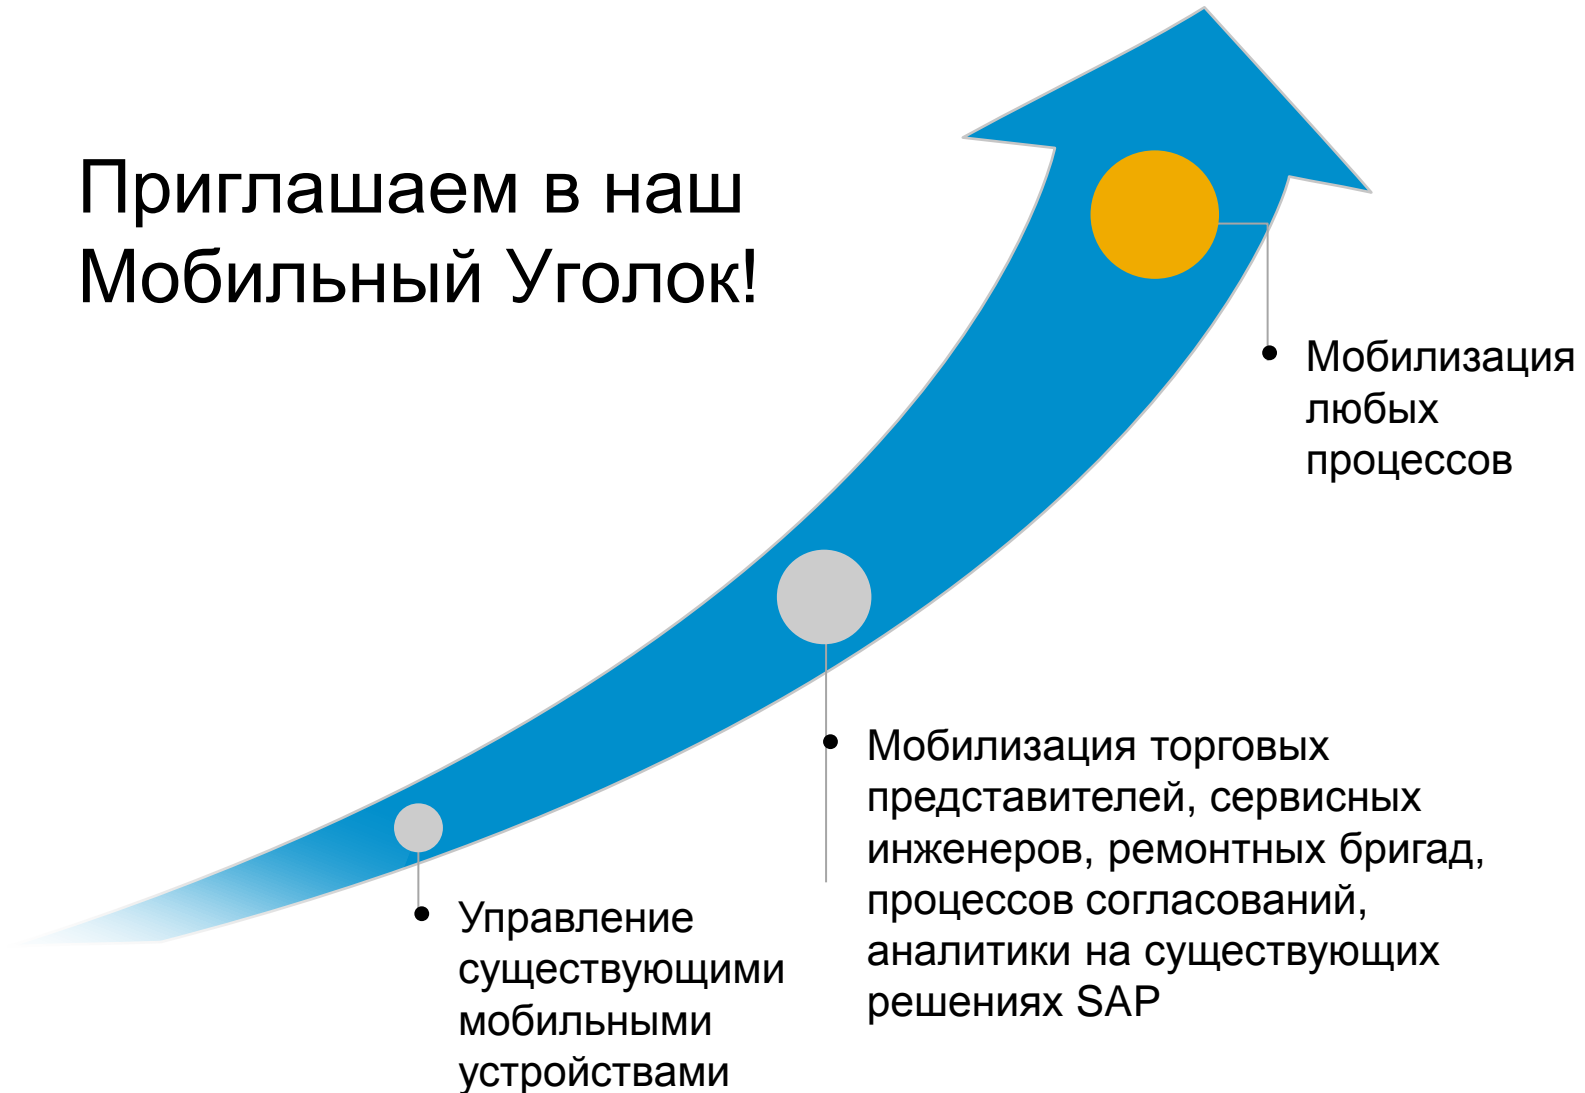 Приглашаем в наш
Мобильный Уголок!
Мобилизация
любых
процессов
Мобилизация торговых
представителей, сервисных
инженеров, ремонтных бригад,
процессов согласований,
аналитики на существующих
решениях SAP
Управление
существующими
мобильными
устройствами